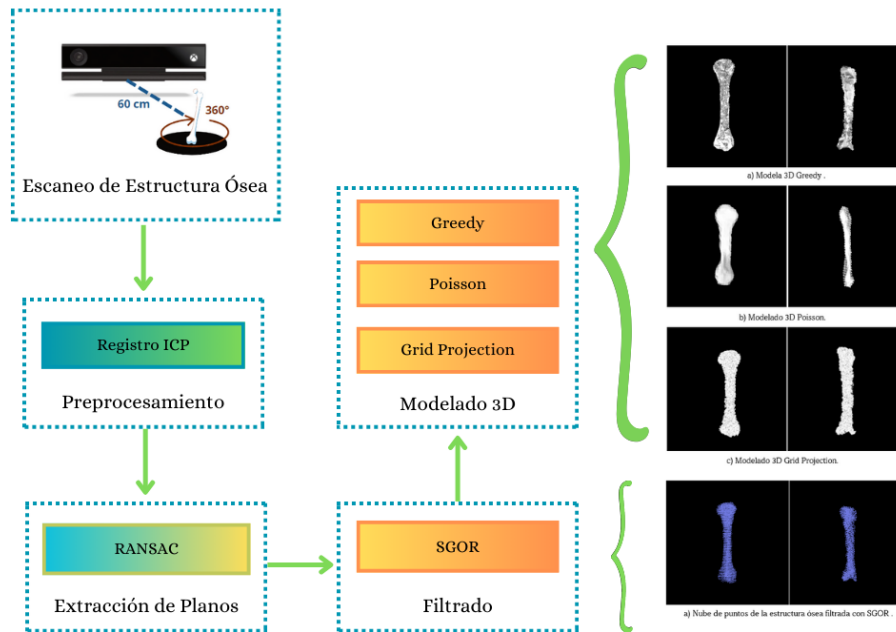 60 cm
360°
Escaneo de Estructura Ósea
Registro ICP
Preprocesamiento
RANSAC
Extracción de Planos
SGOR
Filtrado
Greedy
Poisson
Grid Projection
Modelado 3D
a) Modela 3D Greedy .
b) Modelado 3D Poisson.
c) Modelado 3D Grid Projection.
a) Nube de puntos de la estructura ósea filtrada con SGOR .